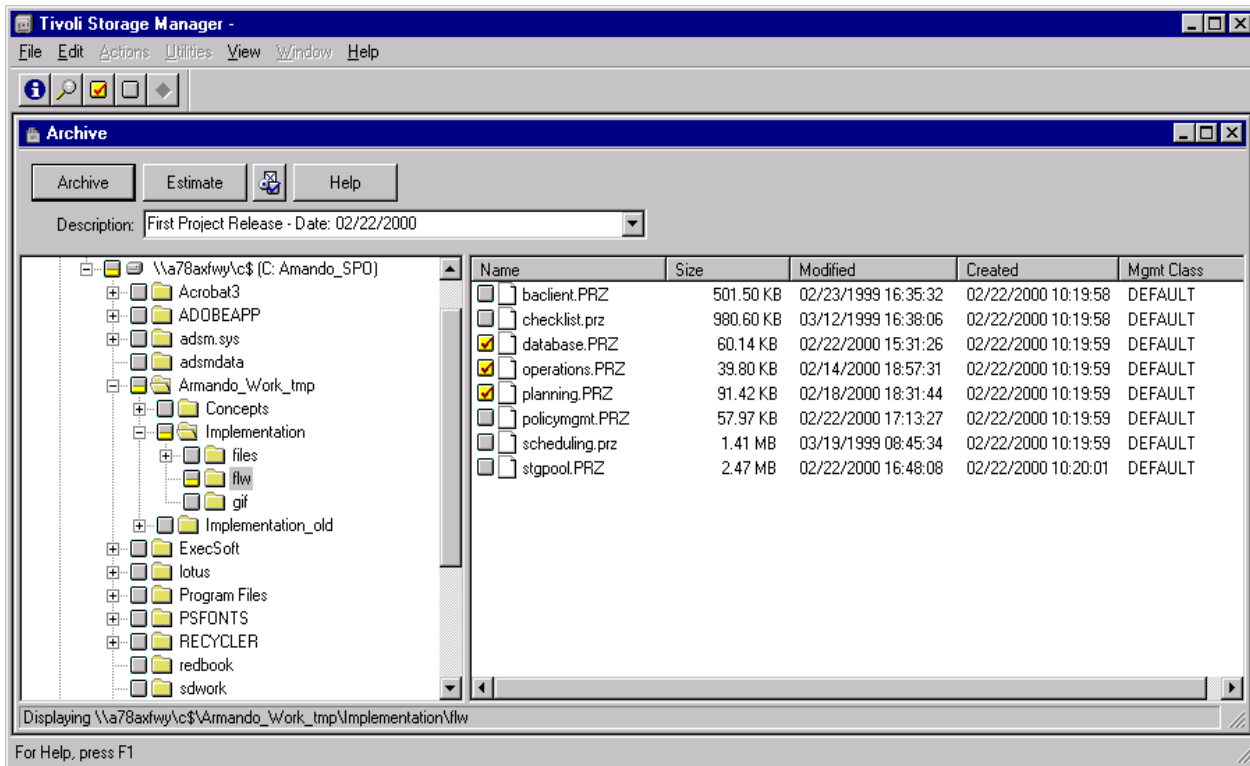 Tivoli Storage Manager -
File Edit Actions Utilities View Window Help
Archive
Archive Estimate Help
Description: First Project Release - Date: 02/22/2000
\\a78axfwy\c$ (C: Amando_SPO)
Acrobat3
ADOBEAPP
adsm.sys
adsmdata
Armando_Work_tmp
Concepts
Implementation
files
flw
gif
Implementation_old
ExecSoft
lotus
Program Files
PSFONTS
RECYCLER
redbook
sdwork
Name Size Modified Created Mgmt Class
baclient.PRZ 501.50 KB 02/23/1999 16:35:32 02/22/2000 10:19:58 DEFAULT
checklist.prz 980.60 KB 03/12/1999 16:38:06 02/22/2000 10:19:58 DEFAULT
database.PRZ 60.14 KB 02/22/2000 15:31:26 02/22/2000 10:19:59 DEFAULT
operations.PRZ 39.80 KB 02/14/2000 18:57:31 02/22/2000 10:19:59 DEFAULT
planning.PRZ 91.42 KB 02/18/2000 18:31:44 02/22/2000 10:19:59 DEFAULT
policymgmt.PRZ 57.97 KB 02/22/2000 17:13:27 02/22/2000 10:19:59 DEFAULT
scheduling.prz 1.41 MB 03/19/1999 08:45:34 02/22/2000 10:19:59 DEFAULT
stgpool.PRZ 2.47 MB 02/22/2000 16:48:08 02/22/2000 10:20:01 DEFAULT
Displaying \\a78axfwy\c$\Armando_Work_tmp\Implementation\flw
For Help, press F1